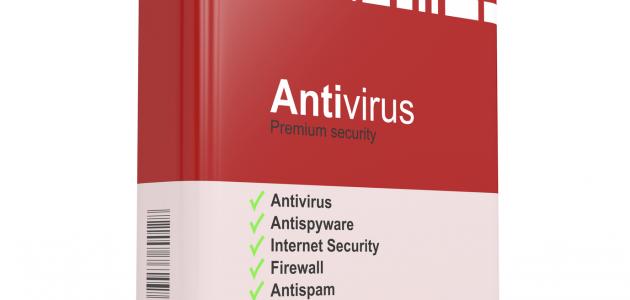 Antivirus
Premium security
Antivirus
Antispyware
Internet Security
Firewall
Antispam